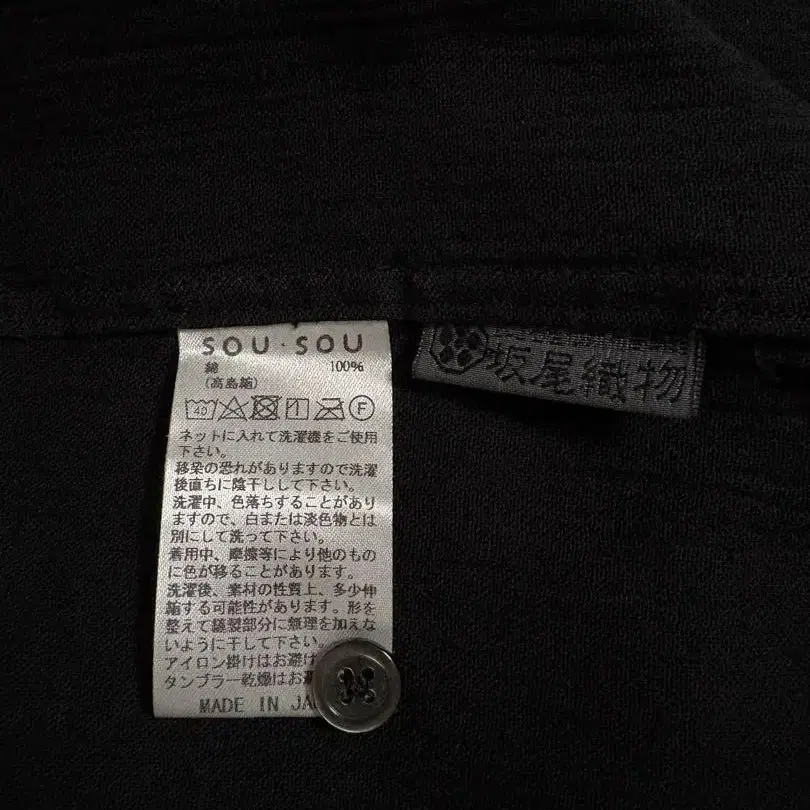 SOU・SOU
綿 100%
(高島縮)
40 F
ネットに入れて洗濯機をご使用
下さい。
移染の恐れがありますので洗濯
後直ちに陰干しして下さい。
洗濯中、色落ちすることがあり
ますので、白または淡色物とは
別にして洗って下さい。
着用中、摩擦等により他のもの
に色が移ることがあります。
洗濯後、素材の性質上、多少伸
縮する可能性があります。形を
整えて縫製部分に無理を加えな
いように干して下さい。
アイロン掛けはお避け
タンブラー乾燥はお避
MADE IN JA
坂尾織物